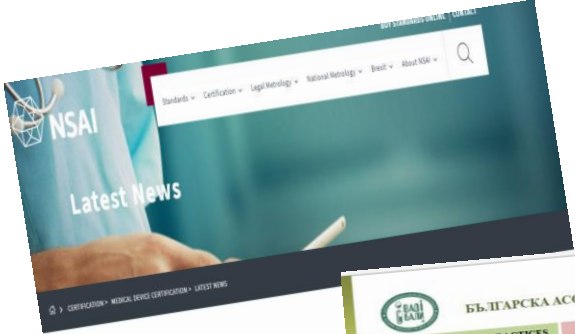 BUY STANDARDS ONLINE | CONTACT
Standards Certification Legal Metrology National Metrology Brexit About NSAI
NSAI
Latest News
CERTIFICATION > MEDICAL DEVICE CERTIFICATION > LATEST NEWS
БЪЛГАРСКА АСО